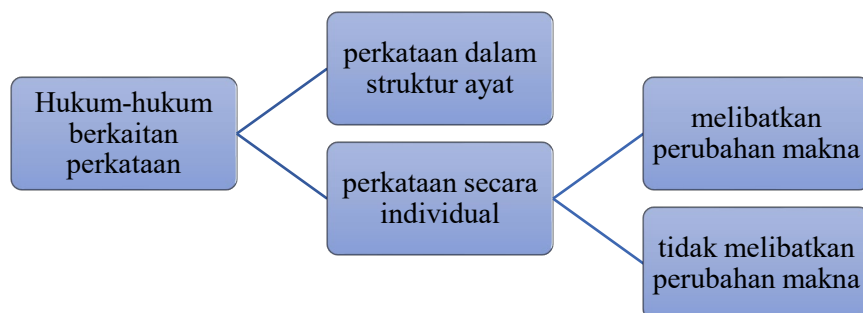 Hukum-hukum
berkaitan
perkataan
perkataan dalam
struktur ayat
perkataan secara
individual
melibatkan
perubahan makna
tidak melibatkan
perubahan makna